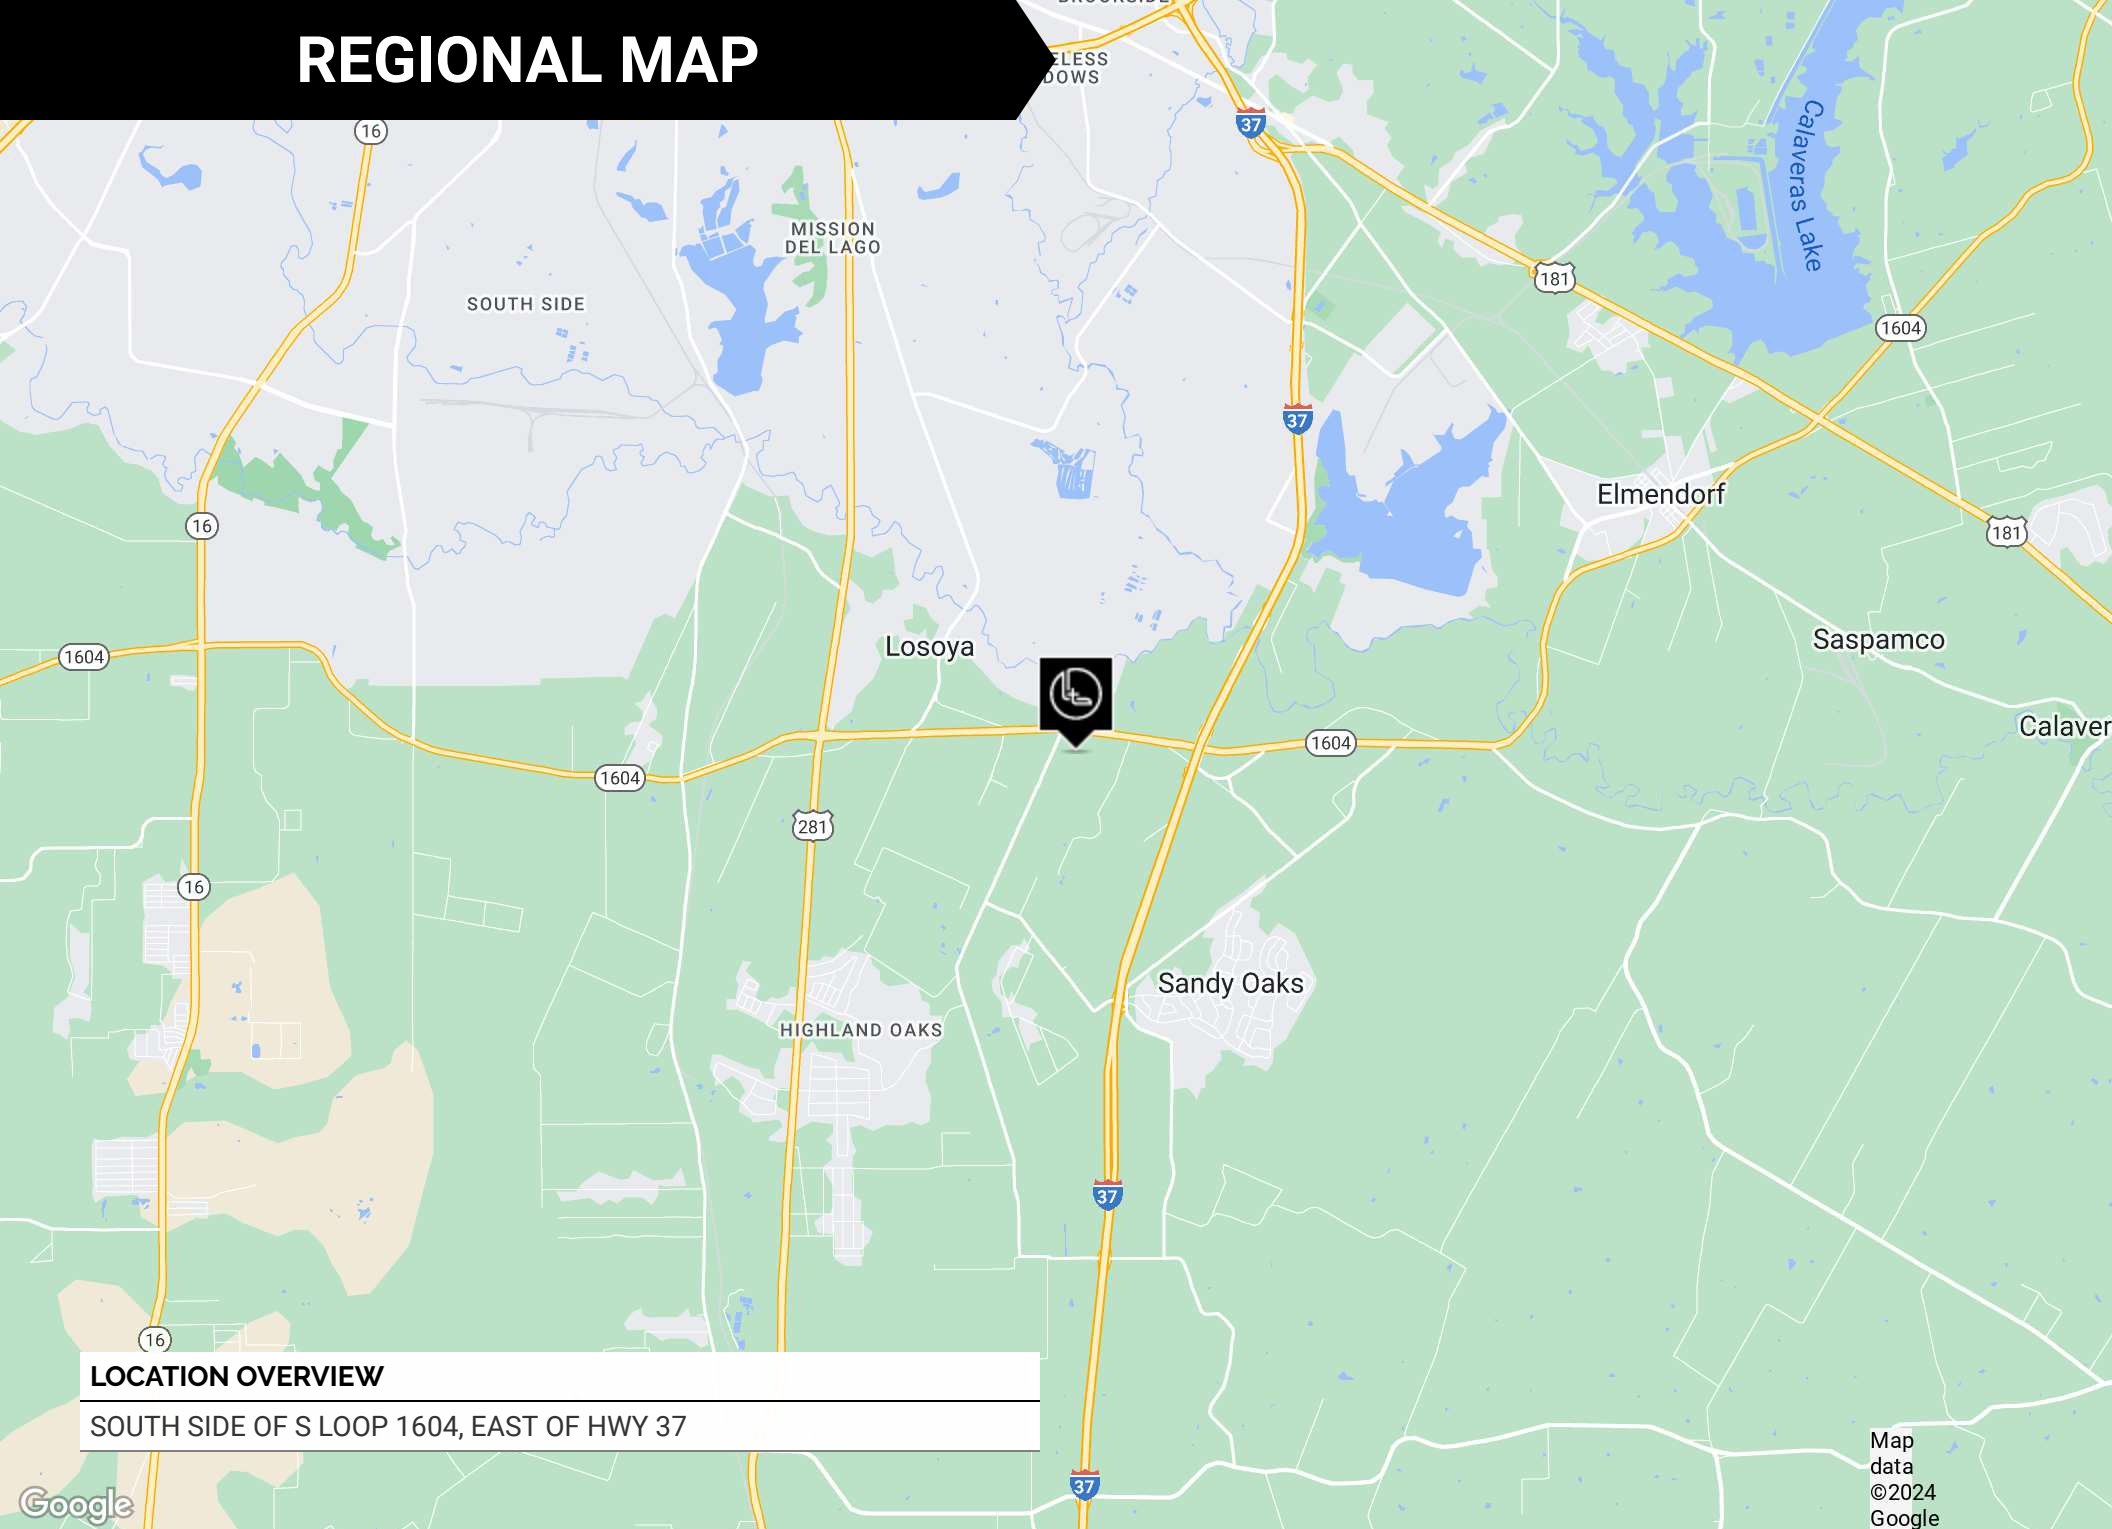 BROOKSIDE
REGIONAL MAP
ELESS
DOWS
16
37
Calaveras Lake
MISSION
DEL LAGO
181
SOUTH SIDE
1604
37
Elmendorf
16
181
Losoya
Saspamco
1604
Calaver
1604
1604
281
16
Sandy Oaks
HIGHLAND OAKS
37
16
LOCATION OVERVIEW
SOUTH SIDE OF S LOOP 1604, EAST OF HWY 37
37
Google
Map
data
©2024
Google